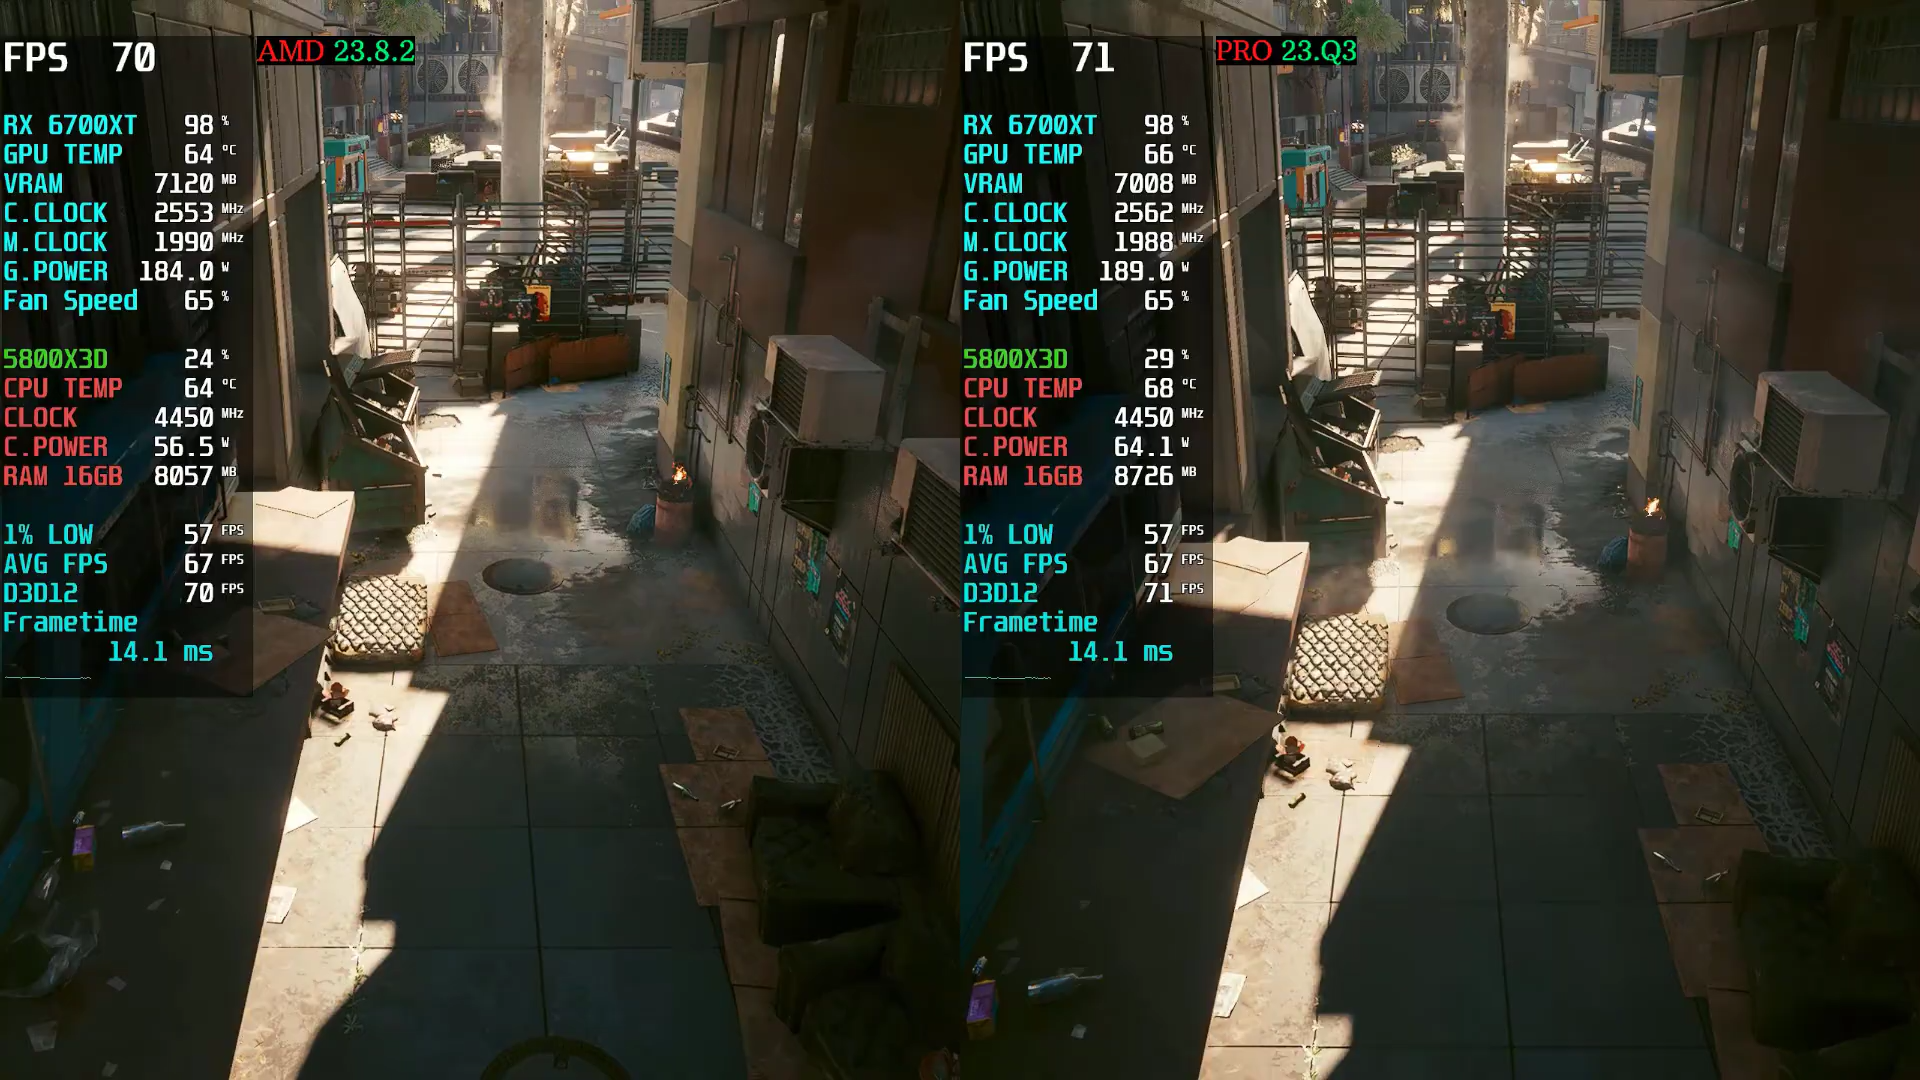 FPS 70
AMD 23.8.2
RX 6700XT 98 %
GPU TEMP 64 °C
VRAM 7120 MB
C.CLOCK 2553 MHz
M.CLOCK 1990 MHz
G.POWER 184.0 W
Fan Speed 65 %
5800X3D 24 %
CPU TEMP 64 °C
CLOCK 4450 MHz
C.POWER 56.5 W
RAM 16GB 8057 MB
1% LOW 57 FPS
AVG FPS 67 FPS
D3D12 70 FPS
Frametime
14.1 ms
FPS 71
PRO 23.Q3
RX 6700XT 98 %
GPU TEMP 66 °C
VRAM 7008 MB
C.CLOCK 2562 MHz
M.CLOCK 1988 MHz
G.POWER 189.0 W
Fan Speed 65 %
5800X3D 29 %
CPU TEMP 68 °C
CLOCK 4450 MHz
C.POWER 64.1 W
RAM 16GB 8726 MB
1% LOW 57 FPS
AVG FPS 67 FPS
D3D12 71 FPS
Frametime
14.1 ms